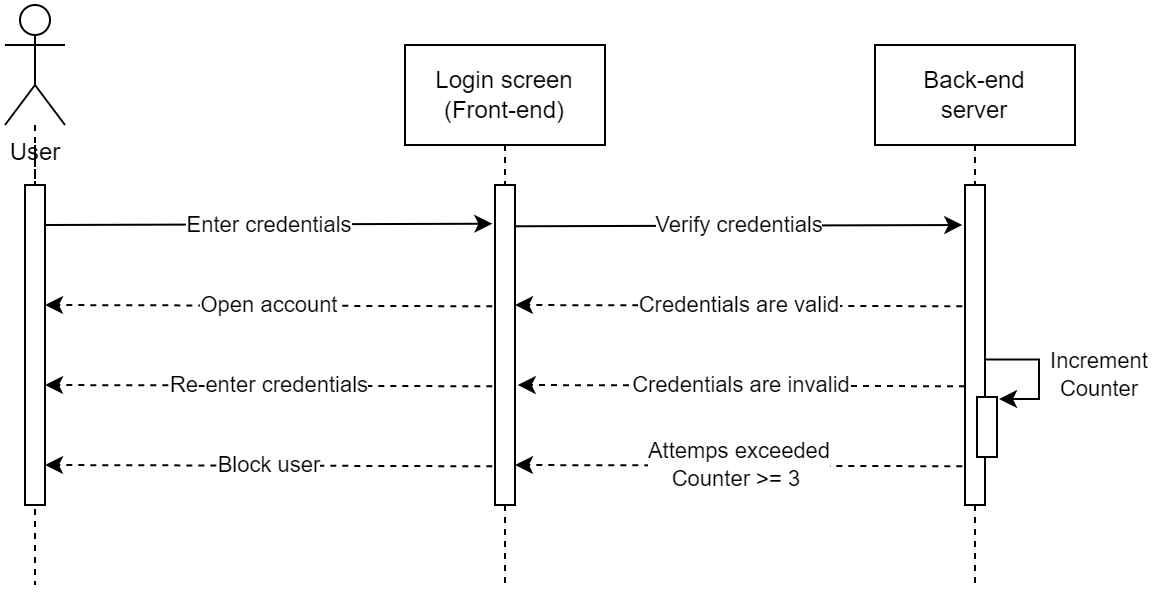 User
Login screen
(Front-end)
Back-end
server
Enter credentials
Verify credentials
Open account
Credentials are valid
Increment
Counter
Re-enter credentials
Credentials are invalid
Block user
Attemps exceeded
Counter >= 3